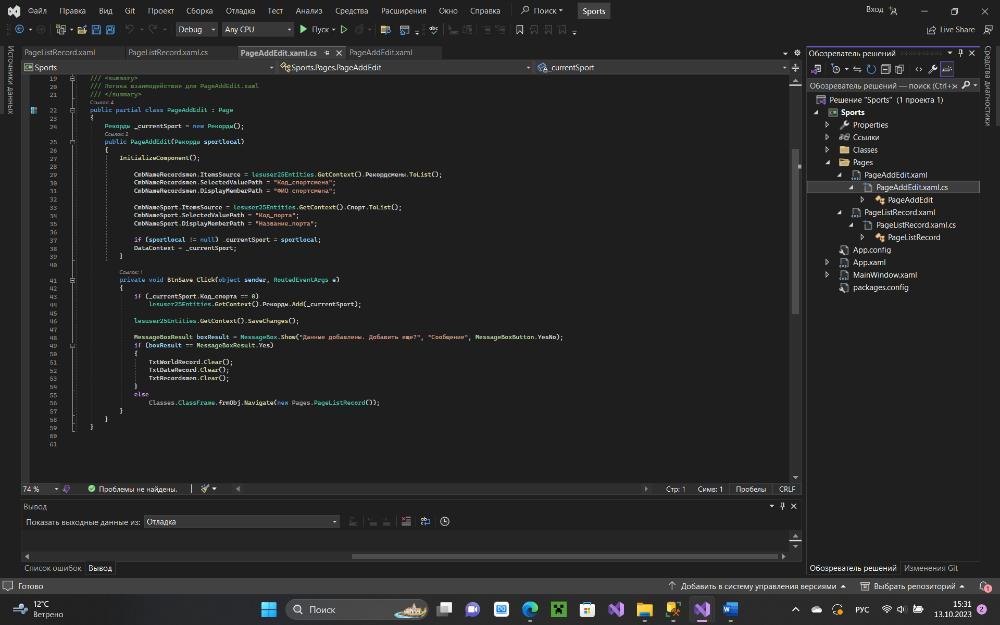 Файл Правка Вид Git Проект Сборка Отладка Тест Анализ Средства Расширения Окно Справка Поиск Sports Вход
Debug Any CPU Пуск Live Share
Источники данных
PageListRecord.xaml PageListRecord.xaml.cs PageAddEdit.xaml.cs PageAddEdit.xaml
C# Sports Sports.Pages.PageAddEdit _currentSport
19 /// <summary>
20 /// Логика взаимодействия для PageAddEdit.xaml
21 /// </summary>
Ссылок: 4
22 public partial class PageAddEdit : Page
23 {
24 Рекорды _currentSport = new Рекорды();
Ссылок: 2
25 public PageAddEdit(Рекорды sportlocal)
26 {
27 InitializeComponent();
28
29 CmbNameRecordsmen.ItemsSource = lesuser25Entities.GetContext().Рекордсмены.ToList();
30 CmbNameRecordsmen.SelectedValuePath = "Код_спортсмена";
31 CmbNameRecordsmen.DisplayMemberPath = "ФИО_спортсмена";
32
33 CmbNameSport.ItemsSource = lesuser25Entities.GetContext().Спорт.ToList();
34 CmbNameSport.SelectedValuePath = "Код_порта";
35 CmbNameSport.DisplayMemberPath = "Название_порта";
36
37 if (sportlocal != null) _currentSport = sportlocal;
38 DataContext = _currentSport;
39 }
40
Ссылок: 1
41 private void BtnSave_Click(object sender, RoutedEventArgs e)
42 {
43 if (_currentSport.Код_спорта == 0)
44 lesuser25Entities.GetContext().Рекорды.Add(_currentSport);
45
46 lesuser25Entities.GetContext().SaveChanges();
47
48 MessageBoxResult boxResult = MessageBox.Show("Данные добавлены. Добавить еще?", "Сообщение", MessageBoxButton.YesNo);
49 if (boxResult == MessageBoxResult.Yes)
50 {
51 TxtWorldRecord.Clear();
52 TxtDateRecord.Clear();
53 TxtRecordsmen.Clear();
54 }
55 else
56 Classes.ClassFrame.frmObj.Navigate(new Pages.PageListRecord());
57 }
58 }
59 }
60
61
74 % Проблемы не найдены. Стр: 1 Симв: 1 Пробелы CRLF
Вывод
Показать выходные данные из: Отладка
Список ошибок Вывод
Обозреватель решений
Обозреватель решений — поиск (Ctrl+ж
Решение "Sports" (1 проекта 1)
C# Sports
Properties
Ссылки
Classes
Pages
PageAddEdit.xaml
PageAddEdit.xaml.cs
PageAddEdit
PageListRecord.xaml
PageListRecord.xaml.cs
PageListRecord
App.config
App.xaml
MainWindow.xaml
packages.config
Обозреватель решений Изменения Git
Средства диагностики
Готово Добавить в систему управления версиями Выбрать репозиторий 1
12°C
Ветрено
Поиск
РУС
15:31
13.10.2023
2